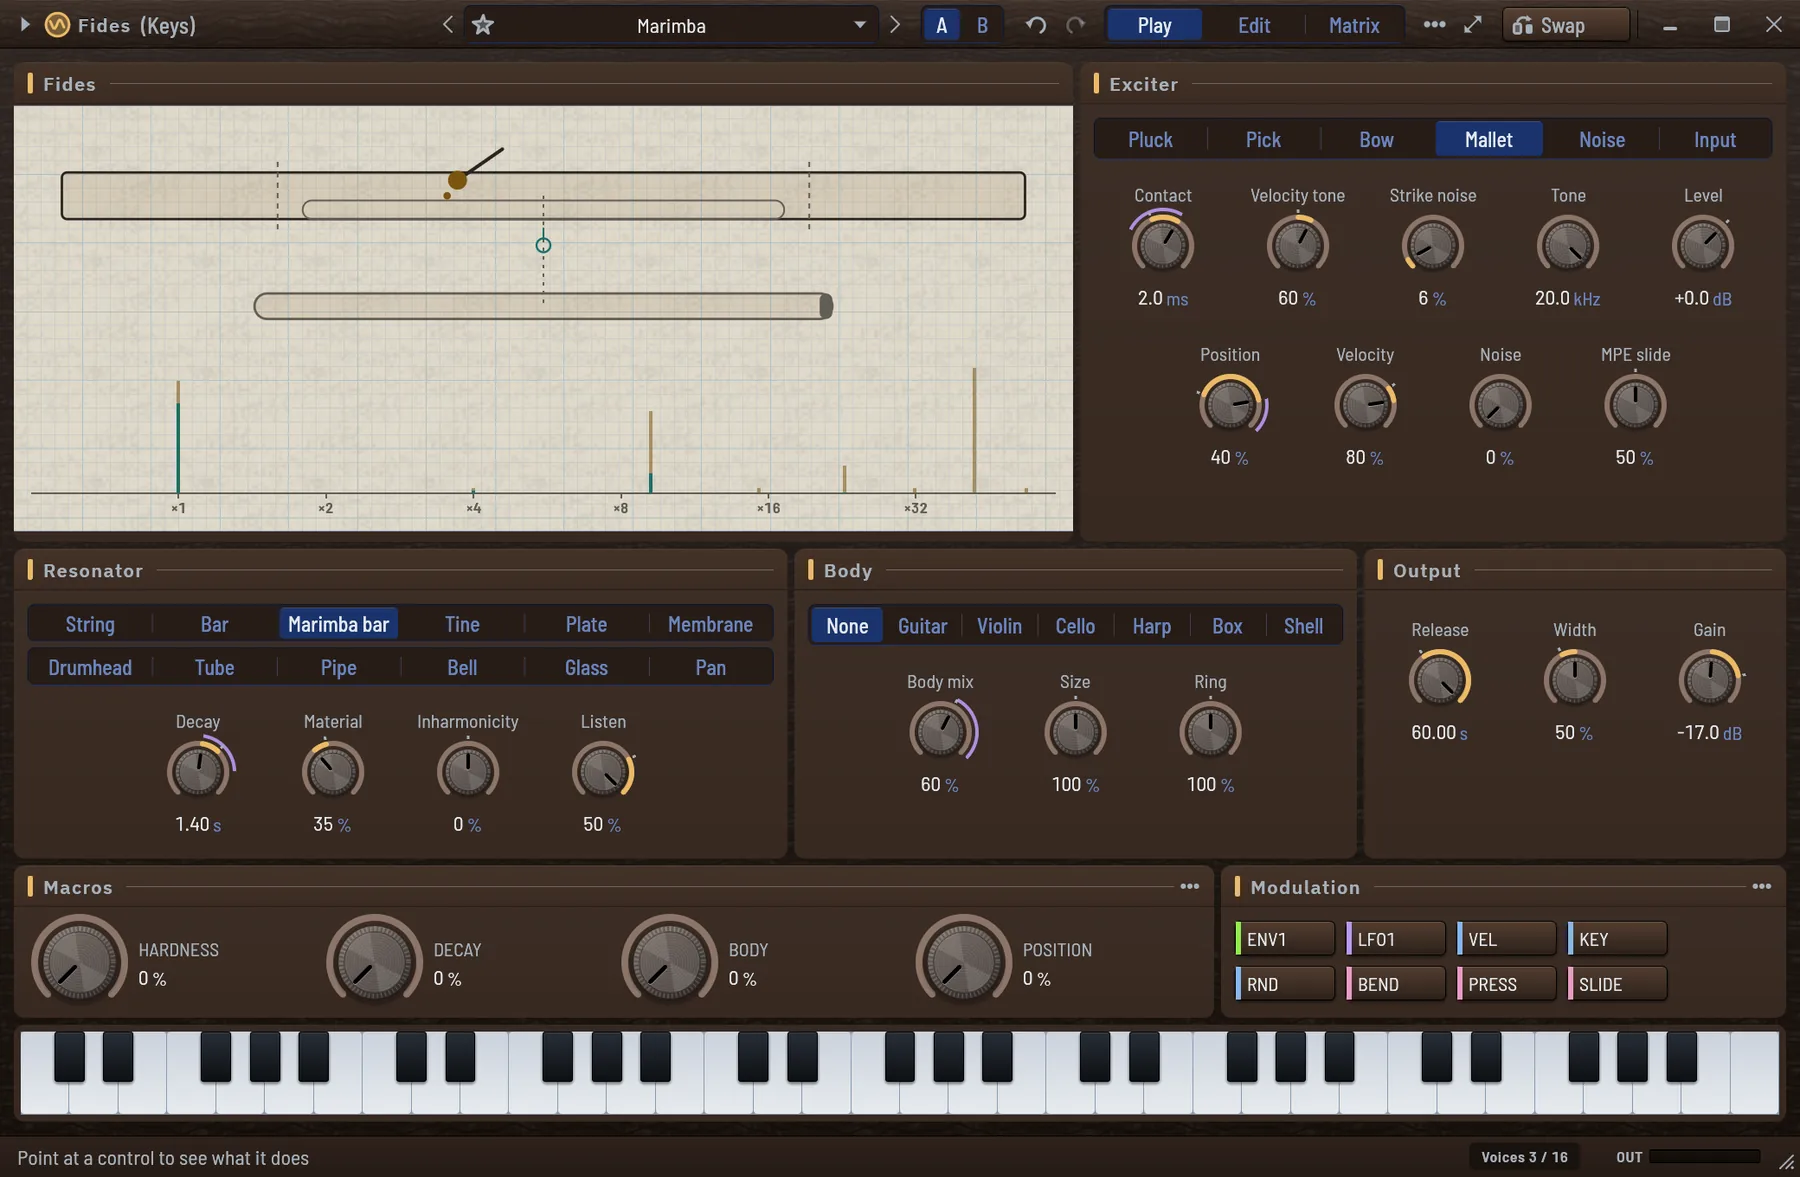 Fides (Keys)
Marimba
A
B
Play
Edit
Matrix
Swap
Fides
×1
×2
×4
×8
×16
×32
Exciter
Pluck
Pick
Bow
Mallet
Noise
Input
Contact
Velocity tone
Strike noise
Tone
Level
2.0 ms
60 %
6 %
20.0 kHz
+0.0 dB
Position
Velocity
Noise
MPE slide
40 %
80 %
0 %
50 %
Resonator
String
Bar
Marimba bar
Tine
Plate
Membrane
Drumhead
Tube
Pipe
Bell
Glass
Pan
Decay
Material
Inharmonicity
Listen
1.40 s
35 %
0 %
50 %
Body
None
Guitar
Violin
Cello
Harp
Box
Shell
Body mix
Size
Ring
60 %
100 %
100 %
Output
Release
Width
Gain
60.00 s
50 %
-17.0 dB
Macros
HARDNESS
0 %
DECAY
0 %
BODY
0 %
POSITION
0 %
Modulation
ENV1
LFO1
VEL
KEY
RND
BEND
PRESS
SLIDE
Point at a control to see what it does
Voices 3 / 16
OUT